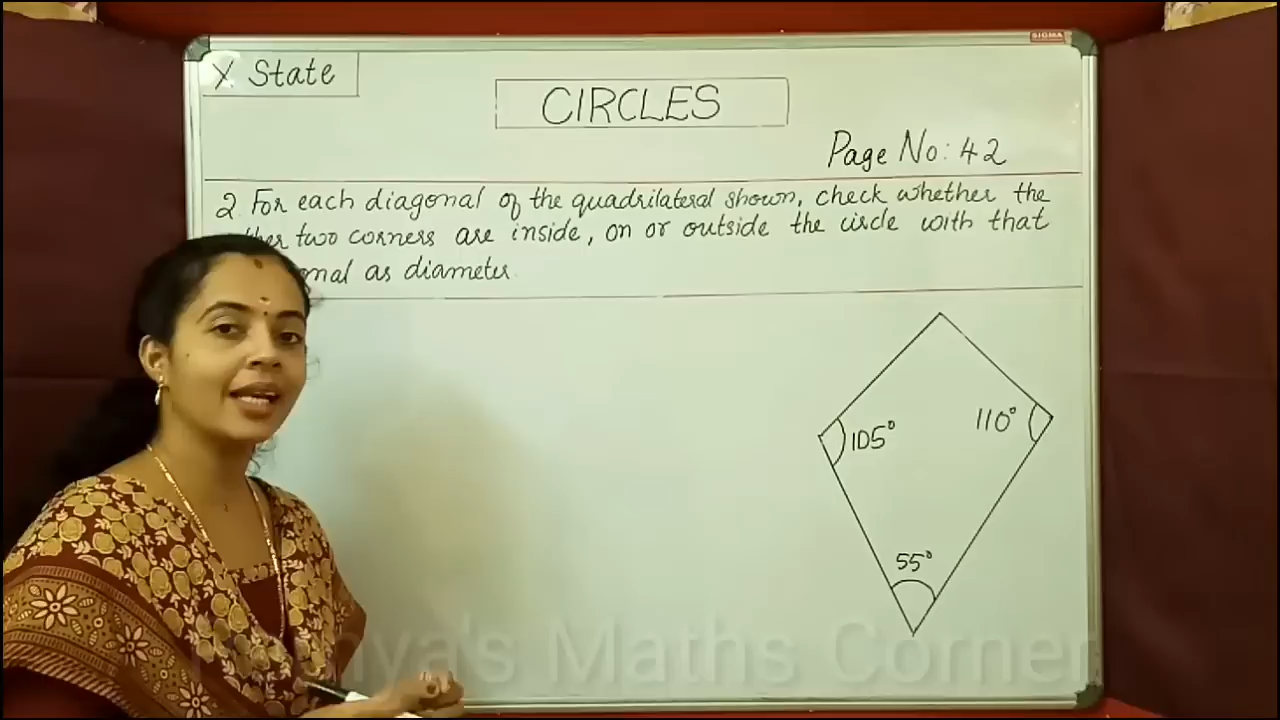 SIGMA
X State
CIRCLES
Page No: 42
2. For each diagonal of the quadrilateral shown, check whether the
two corners are inside, on or outside the circle with that
as diameter
105°
110°
55°
Maths Corner